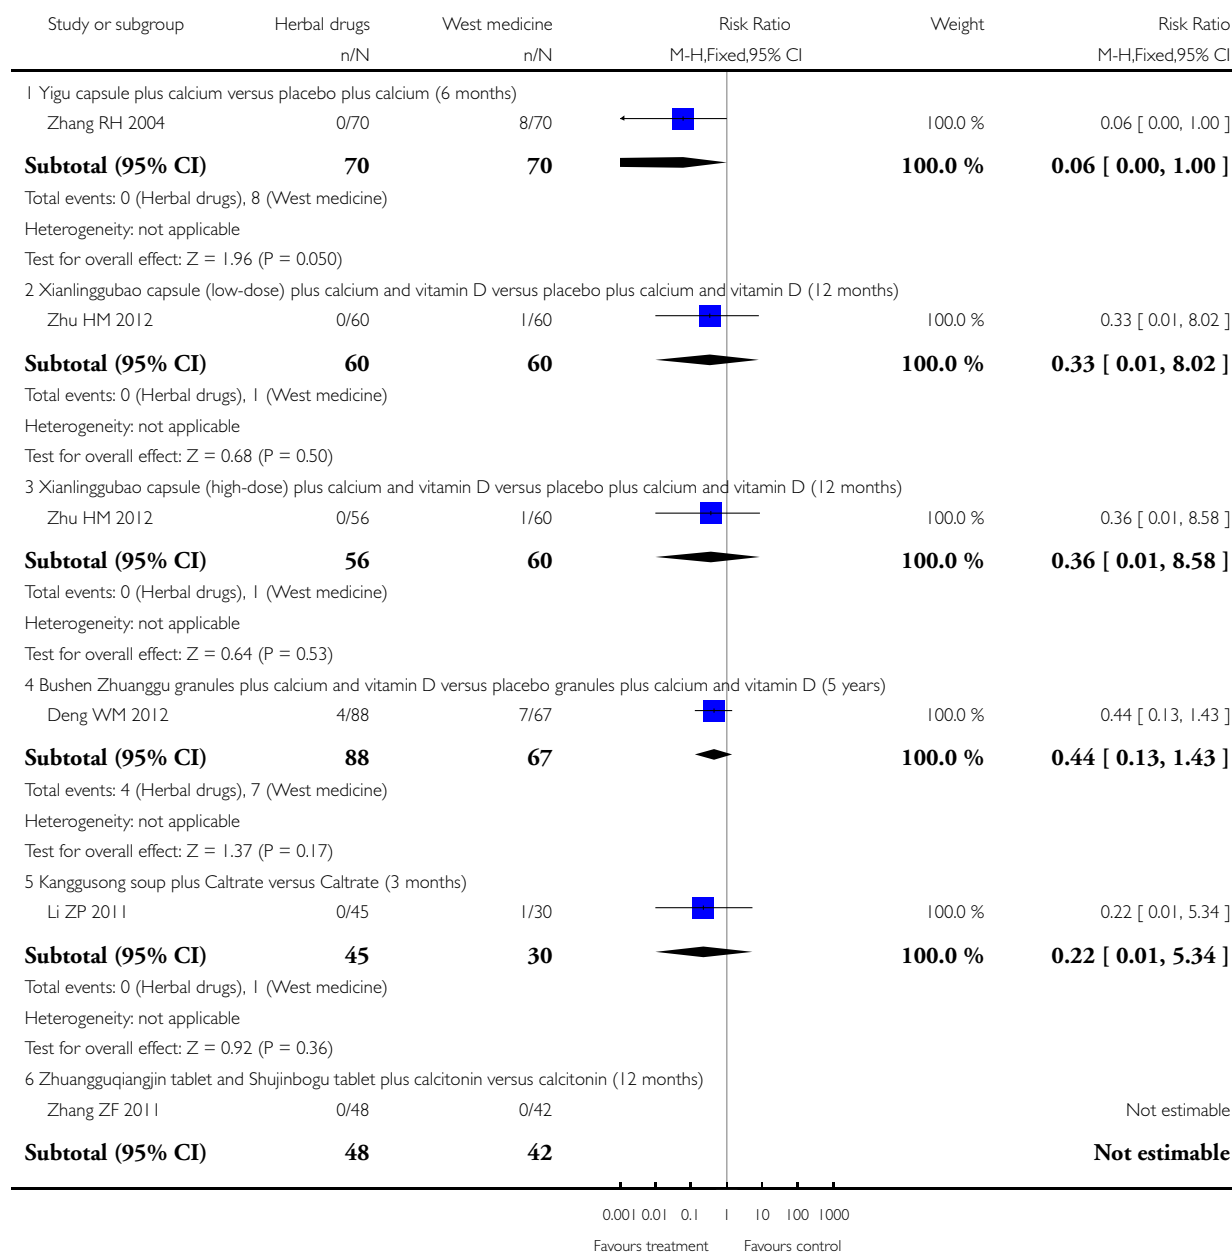 Study or subgroup Herbal drugs West medicine Risk Ratio Weight Risk Ratio
n/N n/N M-H,Fixed,95% CI M-H,Fixed,95% CI
1 Yigu capsule plus calcium versus placebo plus calcium (6 months)
Zhang RH 2004 0/70 8/70 100.0 % 0.06 [ 0.00, 1.00 ]
Subtotal (95% CI) 70 70 100.0 % 0.06 [ 0.00, 1.00 ]
Total events: 0 (Herbal drugs), 8 (West medicine)
Heterogeneity: not applicable
Test for overall effect: Z = 1.96 (P = 0.050)
2 Xianlinggubao capsule (low-dose) plus calcium and vitamin D versus placebo plus calcium and vitamin D (12 months)
Zhu HM 2012 0/60 1/60 100.0 % 0.33 [ 0.01, 8.02 ]
Subtotal (95% CI) 60 60 100.0 % 0.33 [ 0.01, 8.02 ]
Total events: 0 (Herbal drugs), 1 (West medicine)
Heterogeneity: not applicable
Test for overall effect: Z = 0.68 (P = 0.50)
3 Xianlinggubao capsule (high-dose) plus calcium and vitamin D versus placebo plus calcium and vitamin D (12 months)
Zhu HM 2012 0/56 1/60 100.0 % 0.36 [ 0.01, 8.58 ]
Subtotal (95% CI) 56 60 100.0 % 0.36 [ 0.01, 8.58 ]
Total events: 0 (Herbal drugs), 1 (West medicine)
Heterogeneity: not applicable
Test for overall effect: Z = 0.64 (P = 0.53)
4 Bushen Zhuanggu granules plus calcium and vitamin D versus placebo granules plus calcium and vitamin D (5 years)
Deng WM 2012 4/88 7/67 100.0 % 0.44 [ 0.13, 1.43 ]
Subtotal (95% CI) 88 67 100.0 % 0.44 [ 0.13, 1.43 ]
Total events: 4 (Herbal drugs), 7 (West medicine)
Heterogeneity: not applicable
Test for overall effect: Z = 1.37 (P = 0.17)
5 Kanggusong soup plus Caltrate versus Caltrate (3 months)
Li ZP 2011 0/45 1/30 100.0 % 0.22 [ 0.01, 5.34 ]
Subtotal (95% CI) 45 30 100.0 % 0.22 [ 0.01, 5.34 ]
Total events: 0 (Herbal drugs), 1 (West medicine)
Heterogeneity: not applicable
Test for overall effect: Z = 0.92 (P = 0.36)
6 Zhuangguqiangjin tablet and Shujinbogu tablet plus calcitonin versus calcitonin (12 months)
Zhang ZF 2011 0/48 0/42 Not estimable
Subtotal (95% CI) 48 42 Not estimable
0.001 0.01 0.1 1 10 100 1000
Favours treatment Favours control